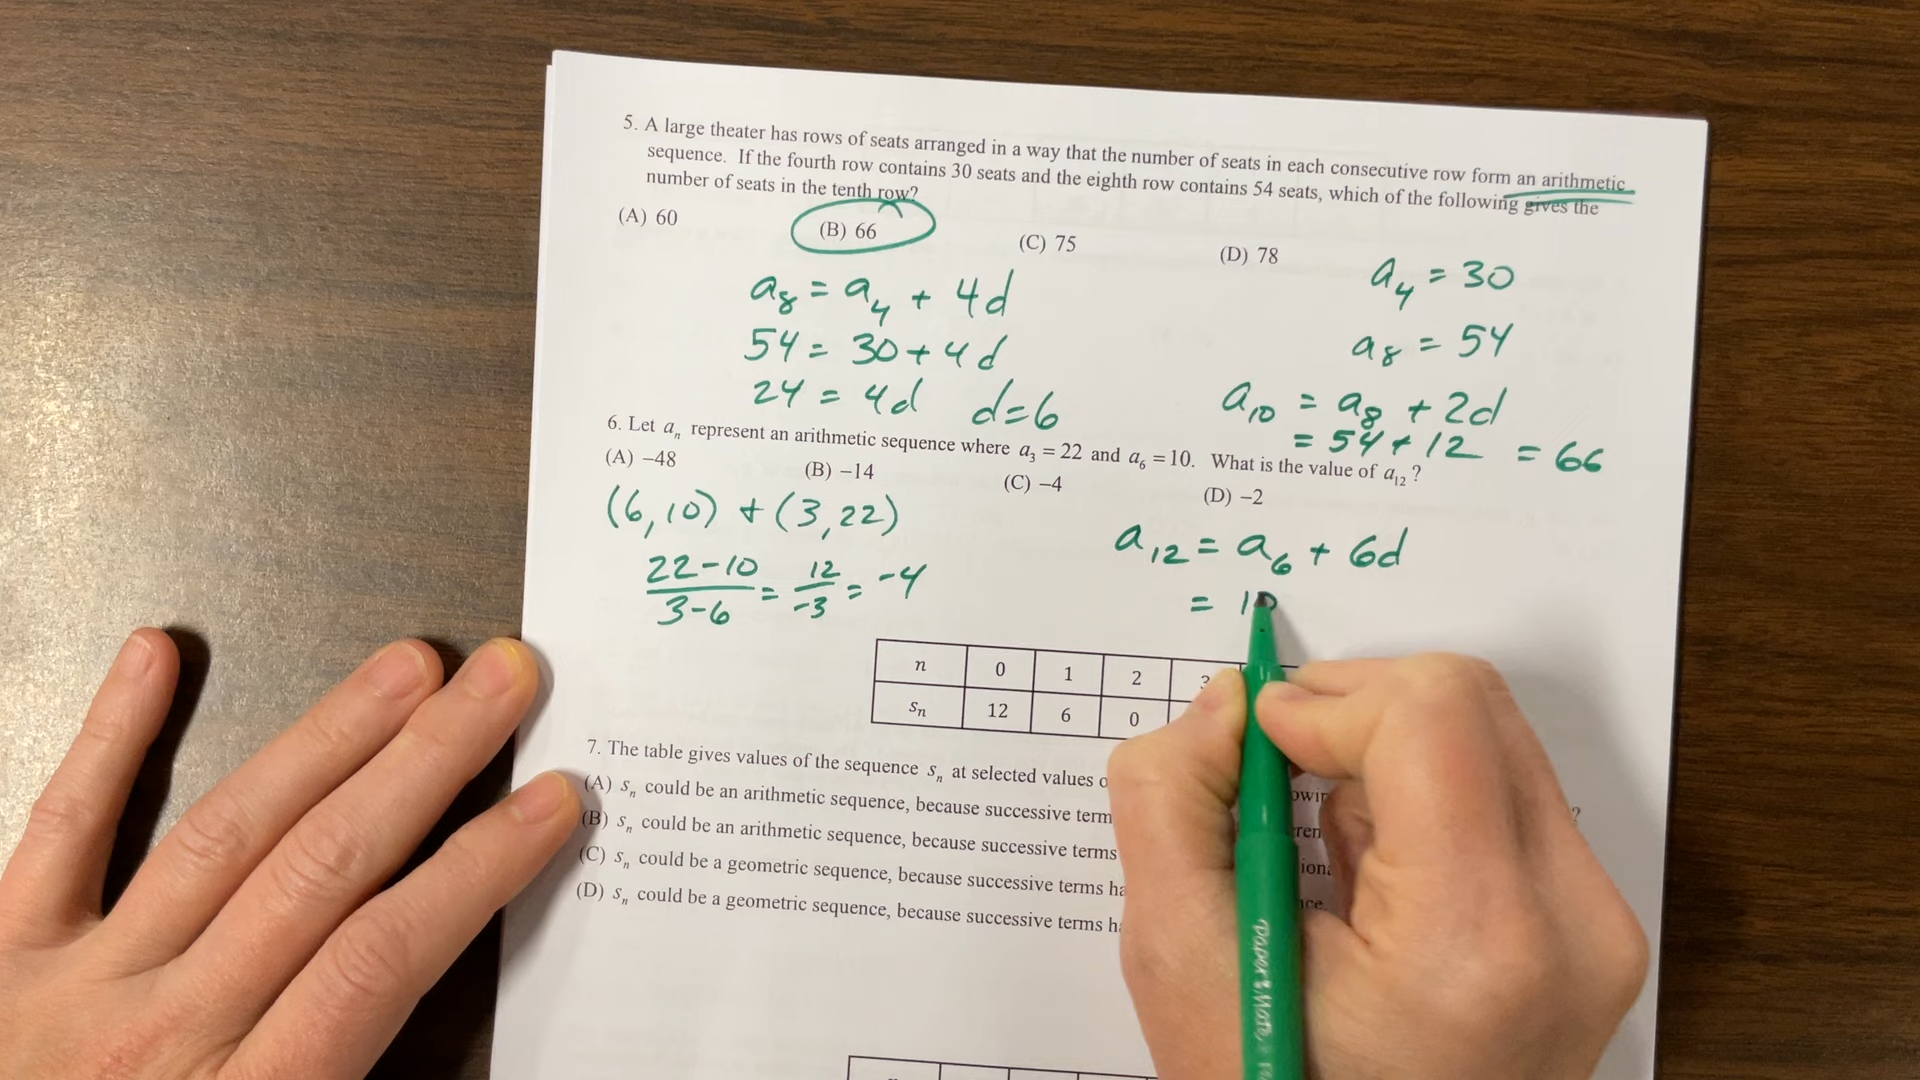 5. A large theater has rows of seats arranged in a way that the number of seats in each consecutive row form an arithmetic
sequence. If the fourth row contains 30 seats and the eighth row contains 54 seats, which of the following gives the
number of seats in the tenth row?
(A) 60 (B) 66 (C) 75 (D) 78
a₄ = 30
a₈ = a₄ + 4d
a₈ = 54
54 = 30 + 4d
a₁₀ = a₈ + 2d
24 = 4d d=6
= 54 + 12 = 66
6. Let aₙ represent an arithmetic sequence where a₃ = 22 and a₆ = 10. What is the value of a₁₂ ?
(A) −48 (B) −14 (C) −4 (D) −2
(6,10) + (3,22)
a₁₂ = a₆ + 6d
22-10 / 3-6 = 12 / -3 = -4
= 10
n 0 1 2 3
sₙ 12 6 0
7. The table gives values of the sequence sₙ at selected values ?
(A) sₙ could be an arithmetic sequence, because successive
(B) sₙ could be an arithmetic sequence, because successive terms
(C) sₙ could be a geometric sequence, because successive terms
(D) sₙ could be a geometric sequence, because successive terms
Paper Mate